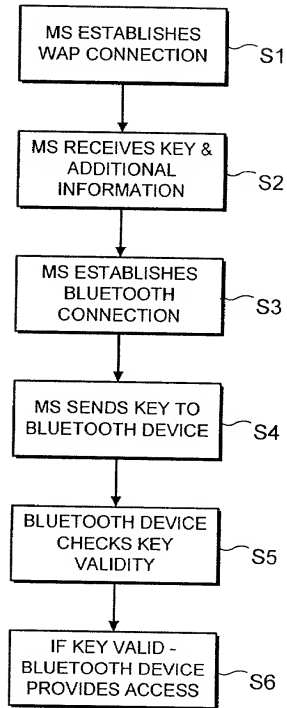 MS ESTABLISHES
WAP CONNECTION
S1
MS RECEIVES KEY &
ADDITIONAL
INFORMATION
S2
MS ESTABLISHES
BLUETOOTH
CONNECTION
S3
MS SENDS KEY TO
BLUETOOTH DEVICE
S4
BLUETOOTH DEVICE
CHECKS KEY
VALIDITY
S5
IF KEY VALID -
BLUETOOTH DEVICE
PROVIDES ACCESS
S6